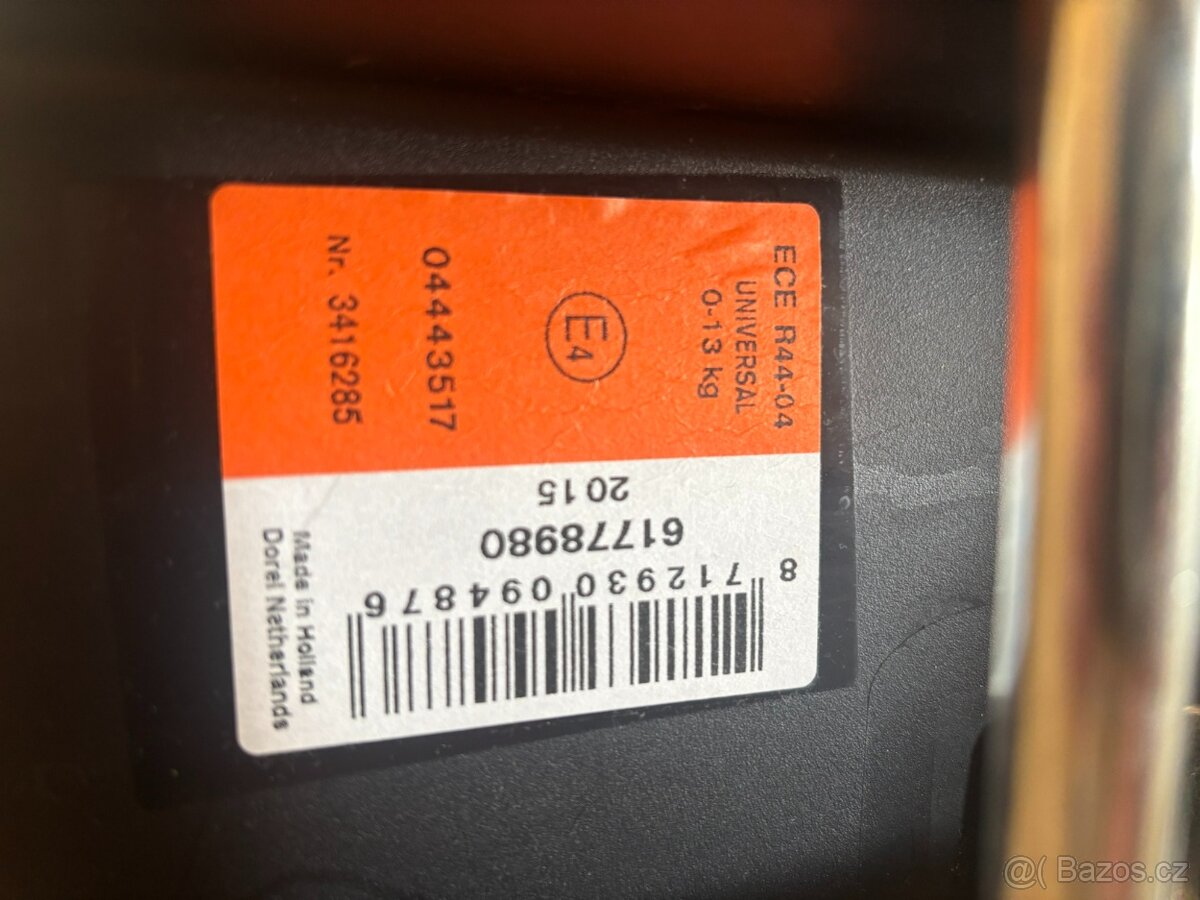 ECE R44-04
UNIVERSAL
0-13 kg
E4
04443517
Nr. 3416285
2015
61778980
8 712930 094876
Made in Holland
Dorel Netherlands
@( Bazos.cz